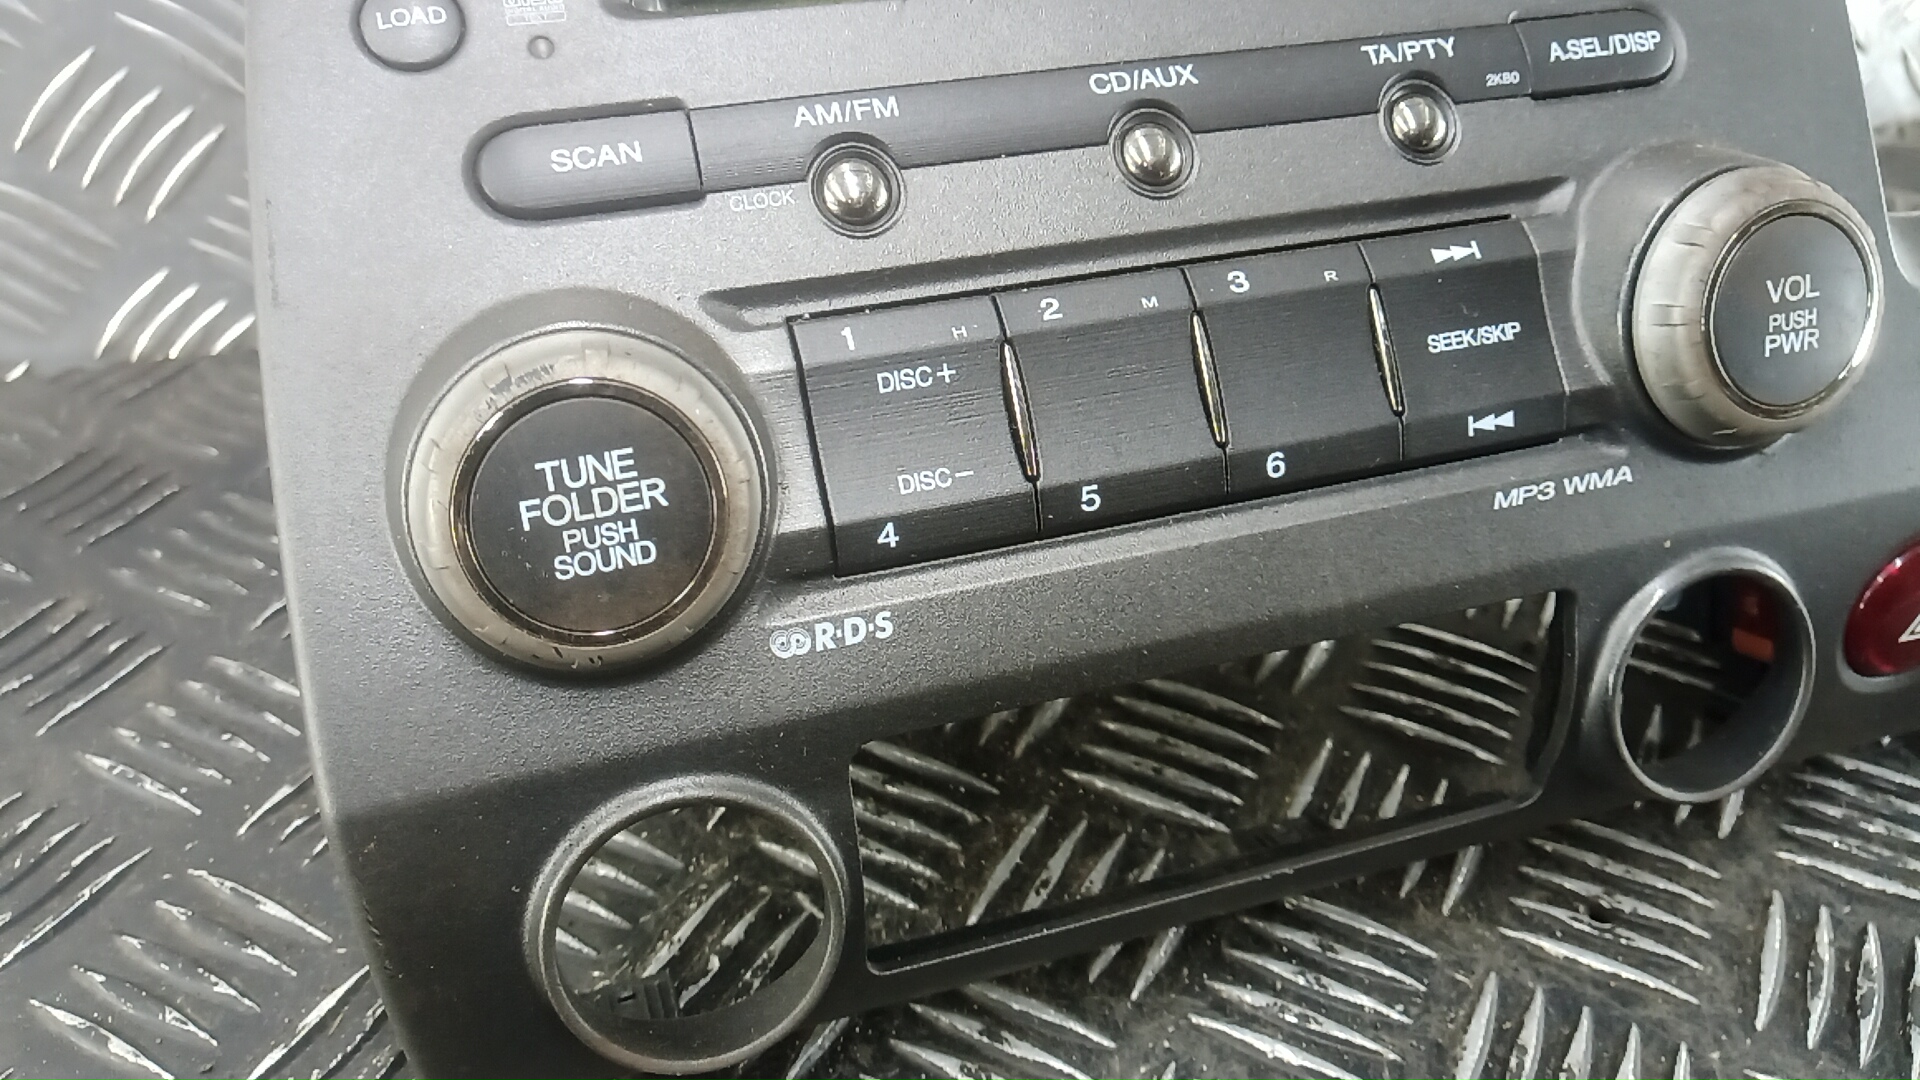 LOAD
TEXT
A.SEL/DISP
TA/PTY
2KB0
CD/AUX
AM/FM
SCAN
CLOCK
1 H
2 M
3 R
DISC+
SEEK/SKIP
VOL
PUSH
PWR
DISC-
4
5
6
MP3 WMA
TUNE
FOLDER
PUSH
SOUND
R·D·S